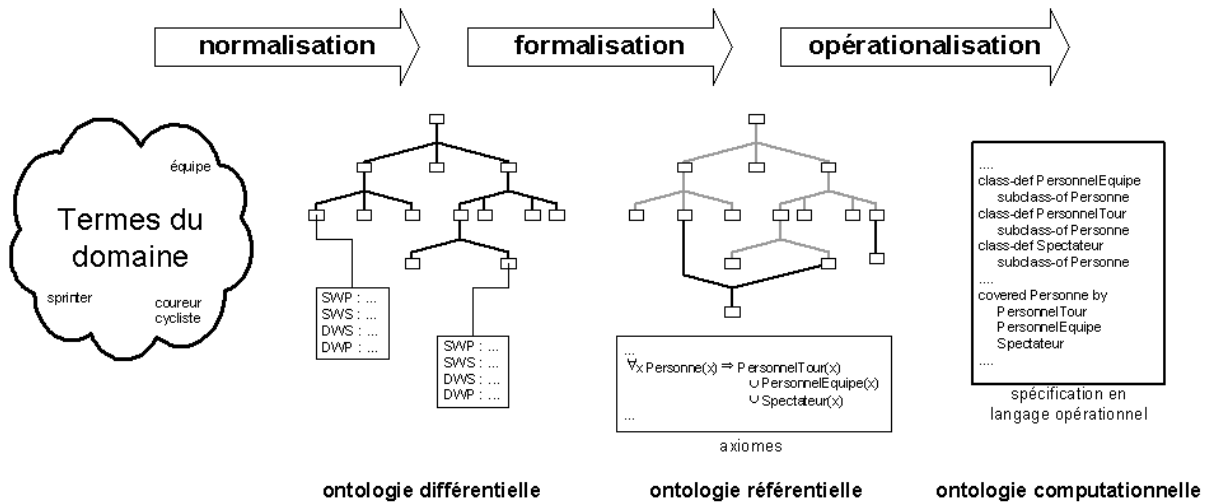 normalisation
formalisation
opérationalisation
équipe
Termes du
domaine
sprinter
coureur
cycliste
SWP : ...
SWS : ...
DWS : ...
DWP : ...
SWP : ...
SWS : ...
DWS : ...
DWP : ...
...
∀x Personne(x) ⇒ PersonnelTour(x)
∪ PersonnelEquipe(x)
∪ Spectateur(x)
...
axiomes
....
class-def PersonnelEquipe
subclass-of Personne
class-def PersonnelTour
subclass-of Personne
class-def Spectateur
subclass-of Personne
....
covered Personne by
PersonnelTour
PersonnelEquipe
Spectateur
....
spécification en
langage opérationnel
ontologie différentielle
ontologie référentielle
ontologie computationnelle